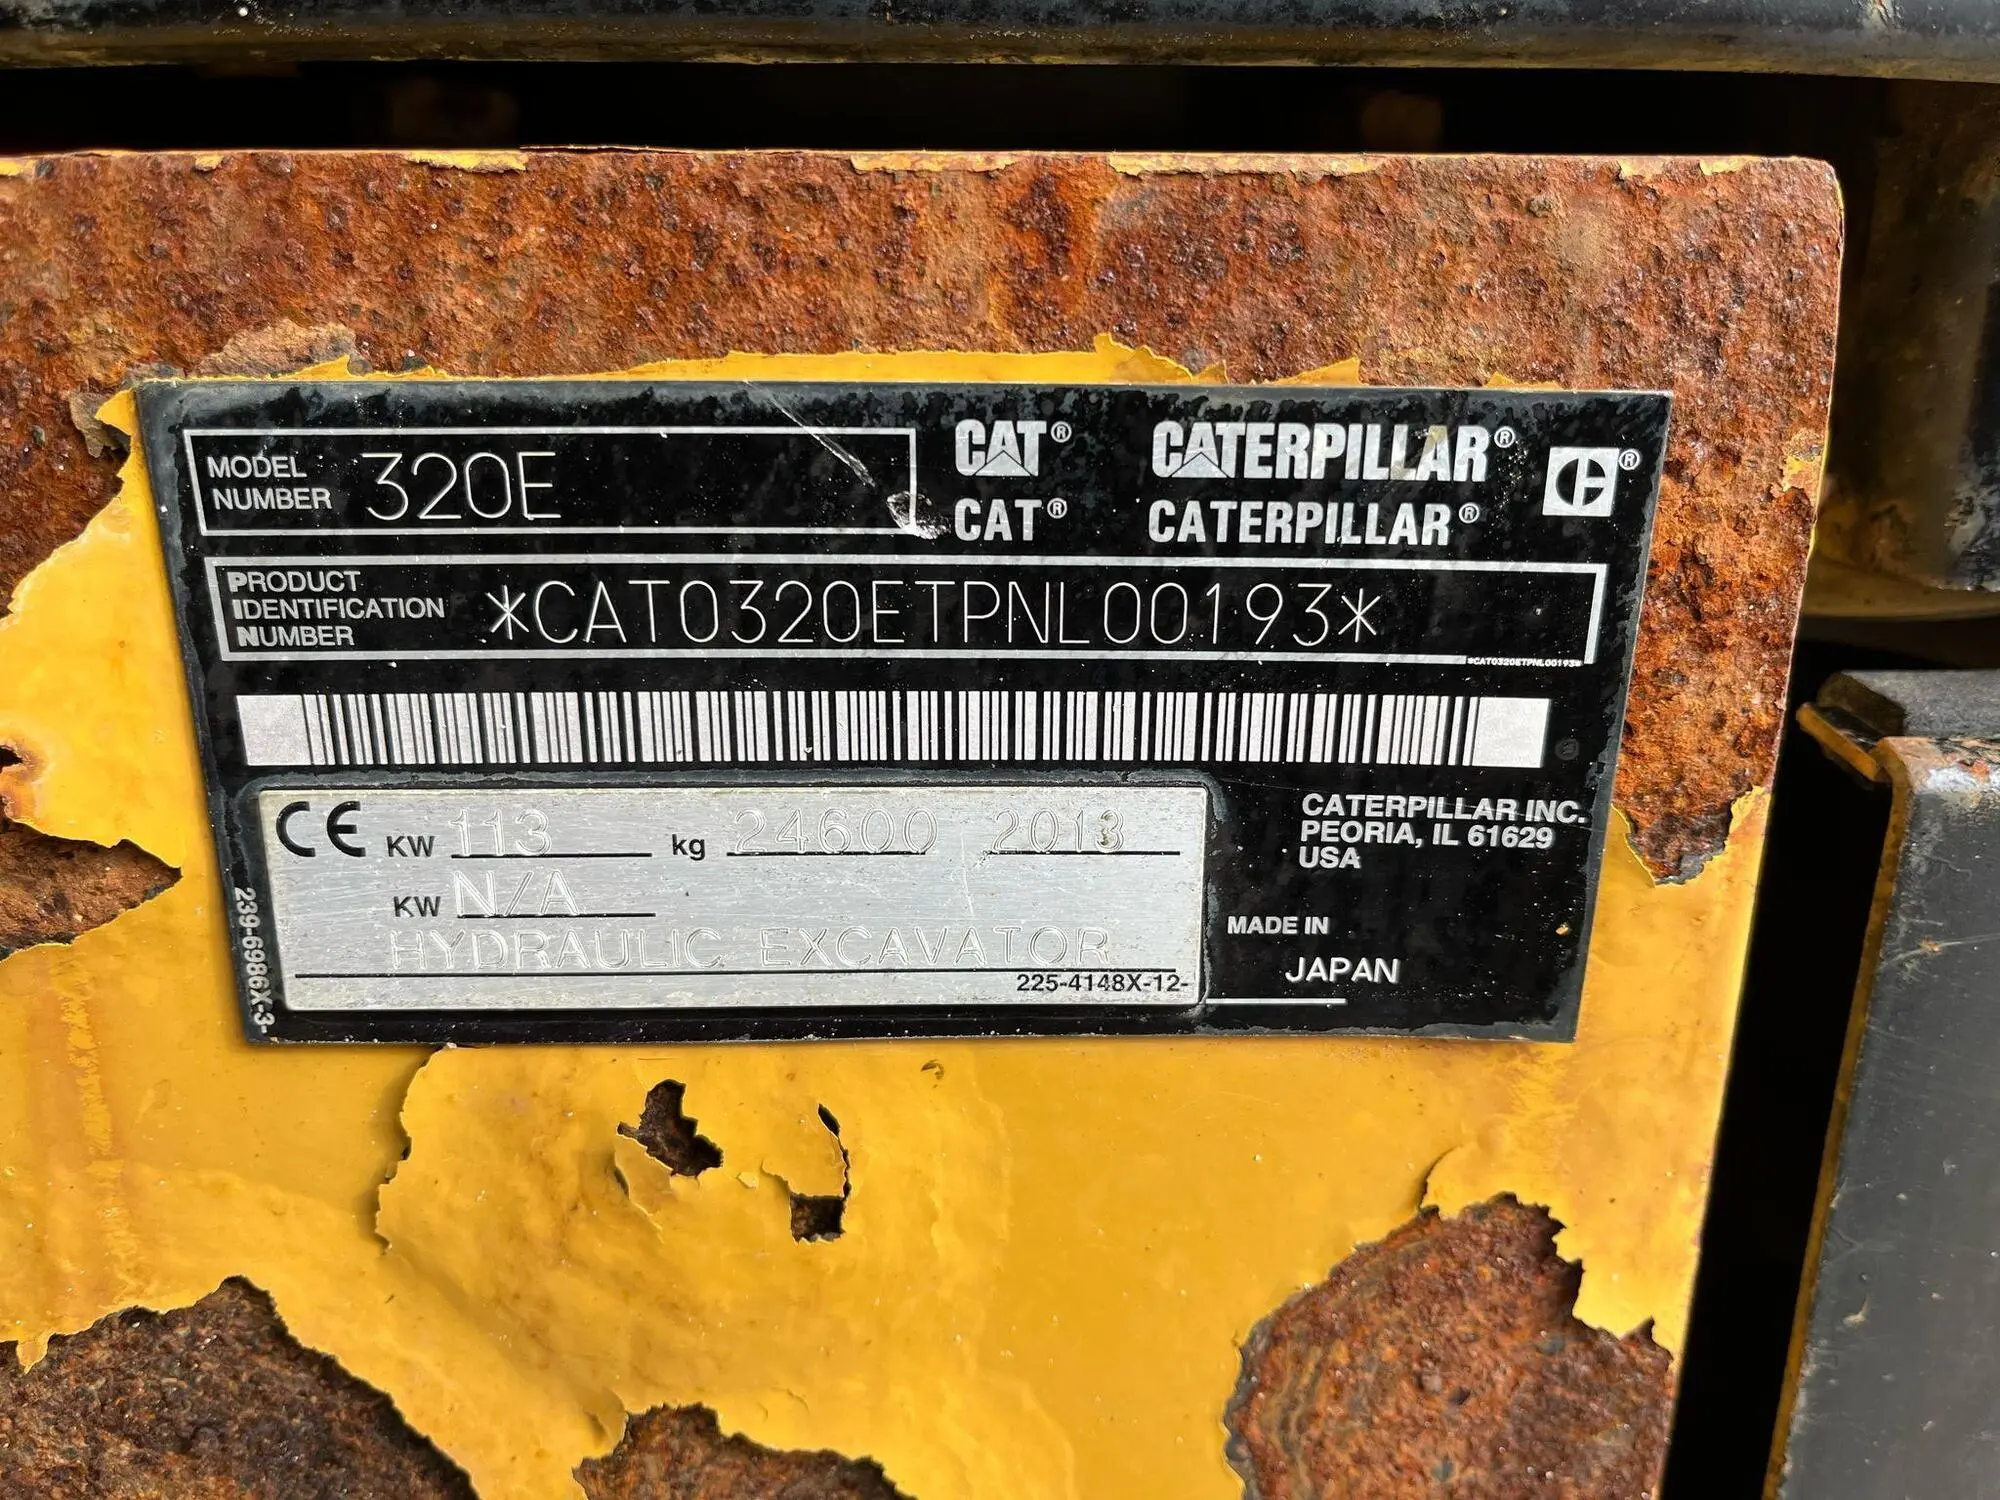 MODEL NUMBER 320E
CAT® CATERPILLAR® ®
CAT® CATERPILLAR®
PRODUCT
IDENTIFICATION
NUMBER
*CAT0320ETPNL00193*
*CAT0320ETPNL00193*
CE KW 113 kg 24600 2013
KW N/A
HYDRAULIC EXCAVATOR
225-4148X-12-
239-6986X-3-
CATERPILLAR INC.
PEORIA, IL 61629
USA
MADE IN
JAPAN